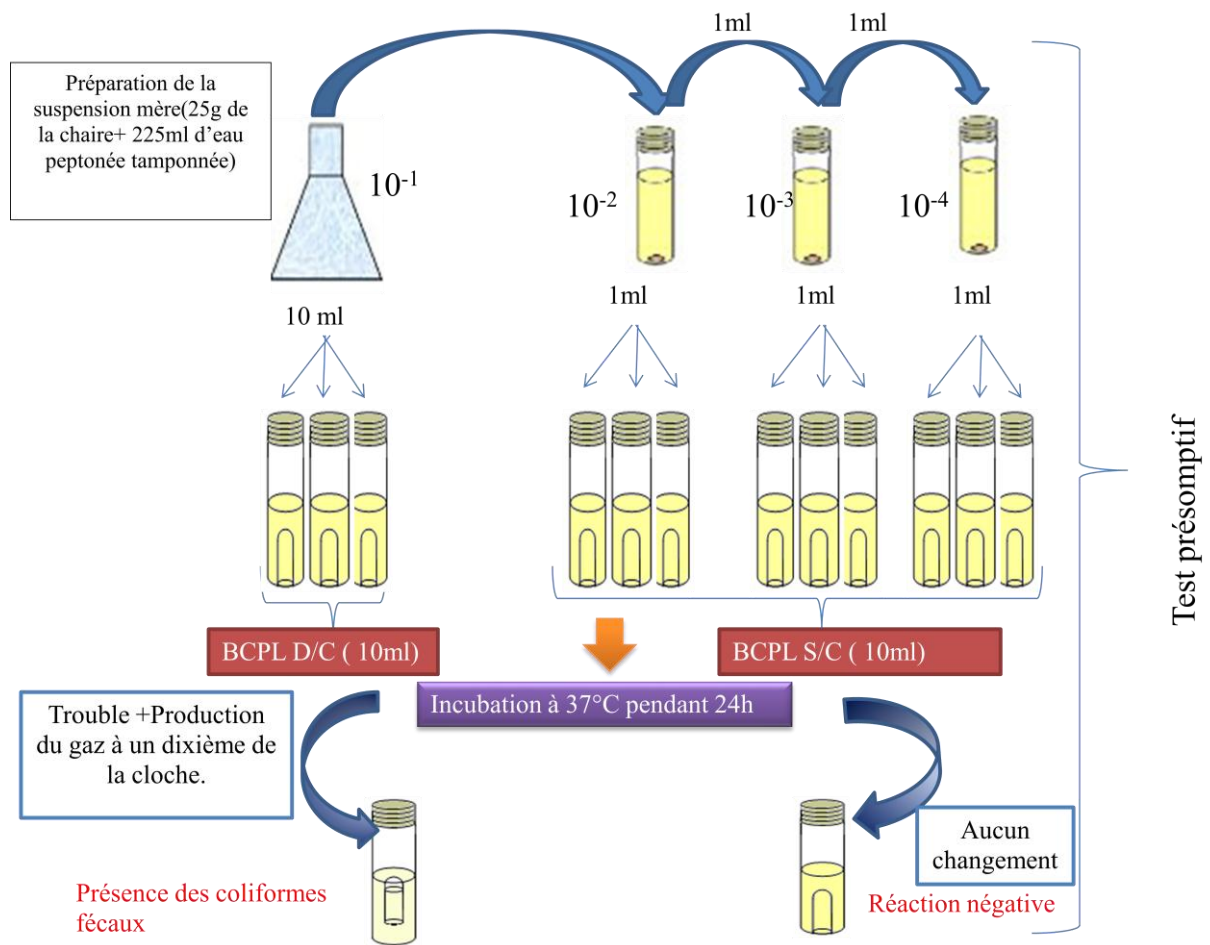 1ml
1ml
Préparation de la
suspension mère(25g de
la chaire+ 225ml d’eau
peptonée tamponnée)
10-1
10-2
10-3
10-4
10 ml
1ml
1ml
1ml
Test présomptif
BCPL D/C ( 10ml)
BCPL S/C ( 10ml)
Incubation à 37°C pendant 24h
Trouble +Production
du gaz à un dixième de
la cloche.
Aucun
changement
Présence des coliformes
fécaux
Réaction négative